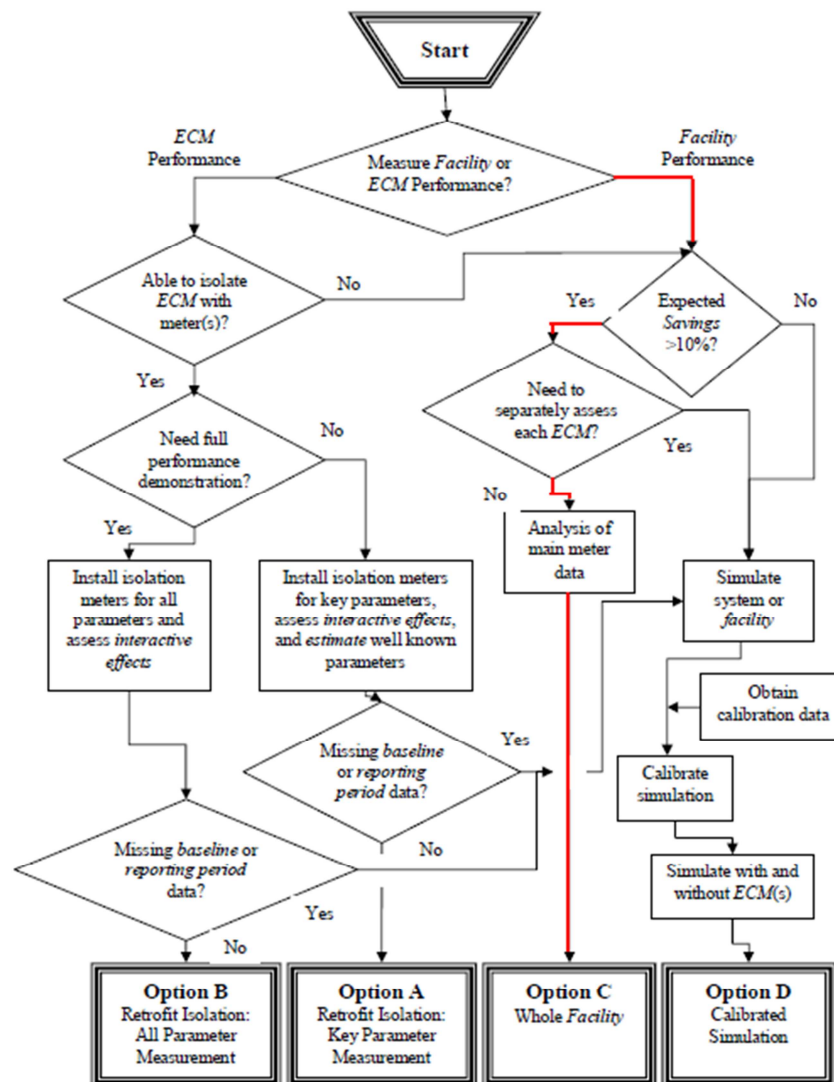 Start
ECM
Performance
Measure Facility or
ECM Performance?
Facility
Performance
Able to isolate
ECM with
meter(s)?
No
Yes
Expected
Savings
>10%?
No
Yes
Need to
separately assess
each ECM?
Yes
No
Need full
performance
demonstration?
No
Yes
Analysis of
main meter
data
Install isolation
meters for all
parameters and
assess interactive
effects
Install isolation meters
for key parameters,
assess interactive effects,
and estimate well known
parameters
Simulate
system or
facility
Obtain
calibration data
Missing baseline
or reporting
period data?
Yes
No
Calibrate
simulation
Missing baseline or
reporting period
data?
Yes
No
Simulate with and
without ECM(s)
Option B
Retrofit Isolation:
All Parameter
Measurement
Option A
Retrofit Isolation:
Key Parameter
Measurement
Option C
Whole Facility
Option D
Calibrated
Simulation